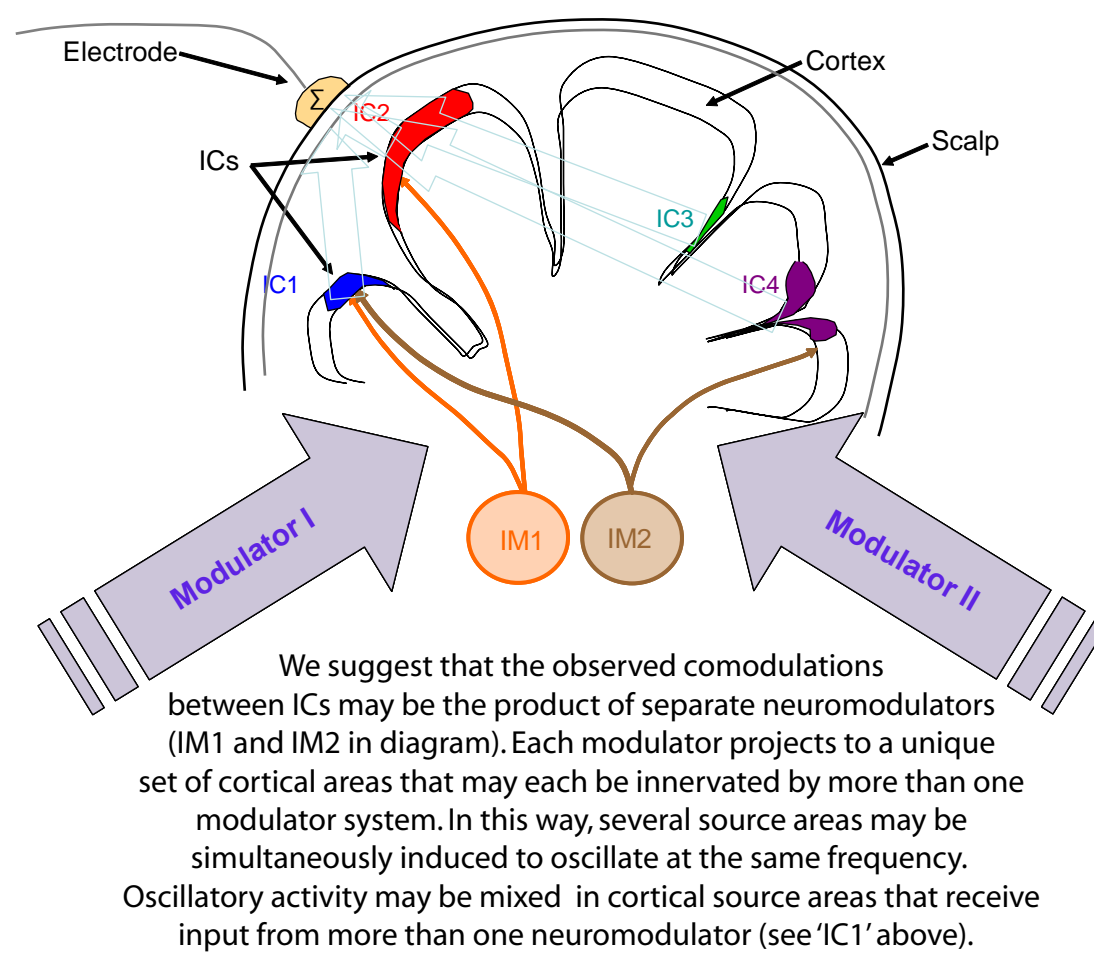 Electrode
Cortex
Σ
IC2
Scalp
ICs
IC3
IC1
IC4
Modulator I
IM1
IM2
Modulator II
We suggest that the observed comodulations
between ICs may be the product of separate neuromodulators
(IM1 and IM2 in diagram). Each modulator projects to a unique
set of cortical areas that may each be innervated by more than one
modulator system. In this way, several source areas may be
simultaneously induced to oscillate at the same frequency.
Oscillatory activity may be mixed in cortical source areas that receive
input from more than one neuromodulator (see 'IC1' above).